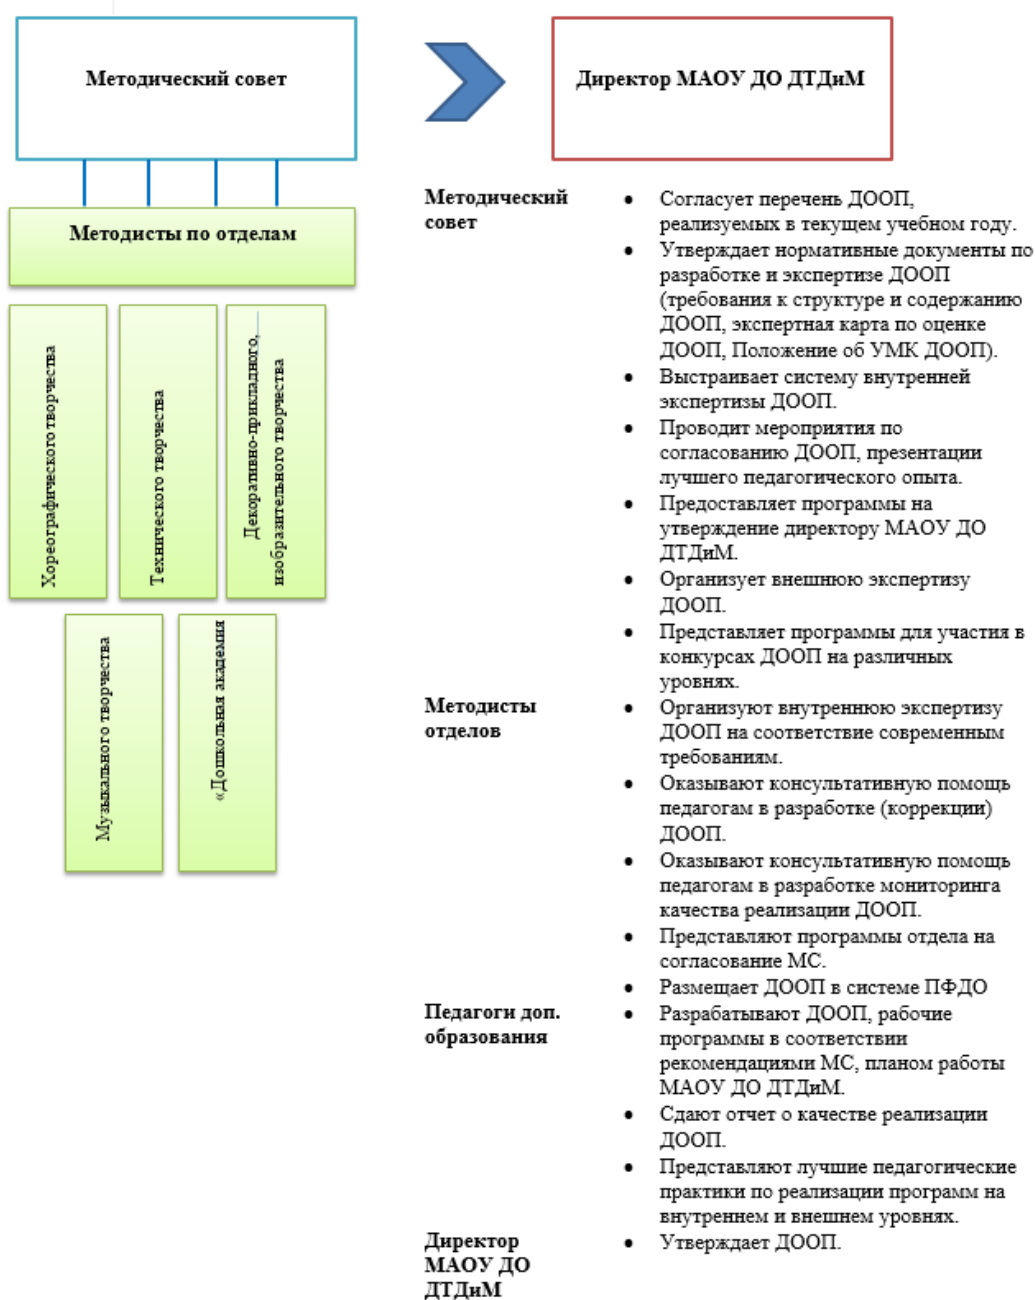 Методический совет
Директор МАОУ ДО ДТДиМ
Методисты по отделам
Хореографического творчества
Технического творчества
Декоративно-прикладного,
изобразительного творчества
Музыкального творчества
«Дошкольная академия
Методический
совет
• Согласует перечень ДООП,
реализуемых в текущем учебном году.
• Утверждает нормативные документы по
разработке и экспертизе ДООП
(требования к структуре и содержанию
ДООП, экспертная карта по оценке
ДООП, Положение об УМК ДООП).
• Выстраивает систему внутренней
экспертизы ДООП.
• Проводит мероприятия по
согласованию ДООП, презентации
лучшего педагогического опыта.
• Предоставляет программы на
утверждение директору МАОУ ДО
ДТДиМ.
• Организует внешнюю экспертизу
ДООП.
• Представляет программы для участия в
конкурсах ДООП на различных
уровнях.
Методисты
отделов
• Организуют внутреннюю экспертизу
ДООП на соответствие современным
требованиям.
• Оказывают консультативную помощь
педагогам в разработке (коррекции)
ДООП.
• Оказывают консультативную помощь
педагогам в разработке мониторинга
качества реализации ДООП.
• Представляют программы отдела на
согласование МС.
• Размещает ДООП в системе ПФДО
Педагоги доп.
образования
• Разрабатывают ДООП, рабочие
программы в соответствии
рекомендациями МС, планом работы
МАОУ ДО ДТДиМ.
• Сдают отчет о качестве реализации
ДООП.
• Представляют лучшие педагогические
практики по реализации программ на
внутреннем и внешнем уровнях.
Директор
МАОУ ДО
ДТДиМ
• Утверждает ДООП.